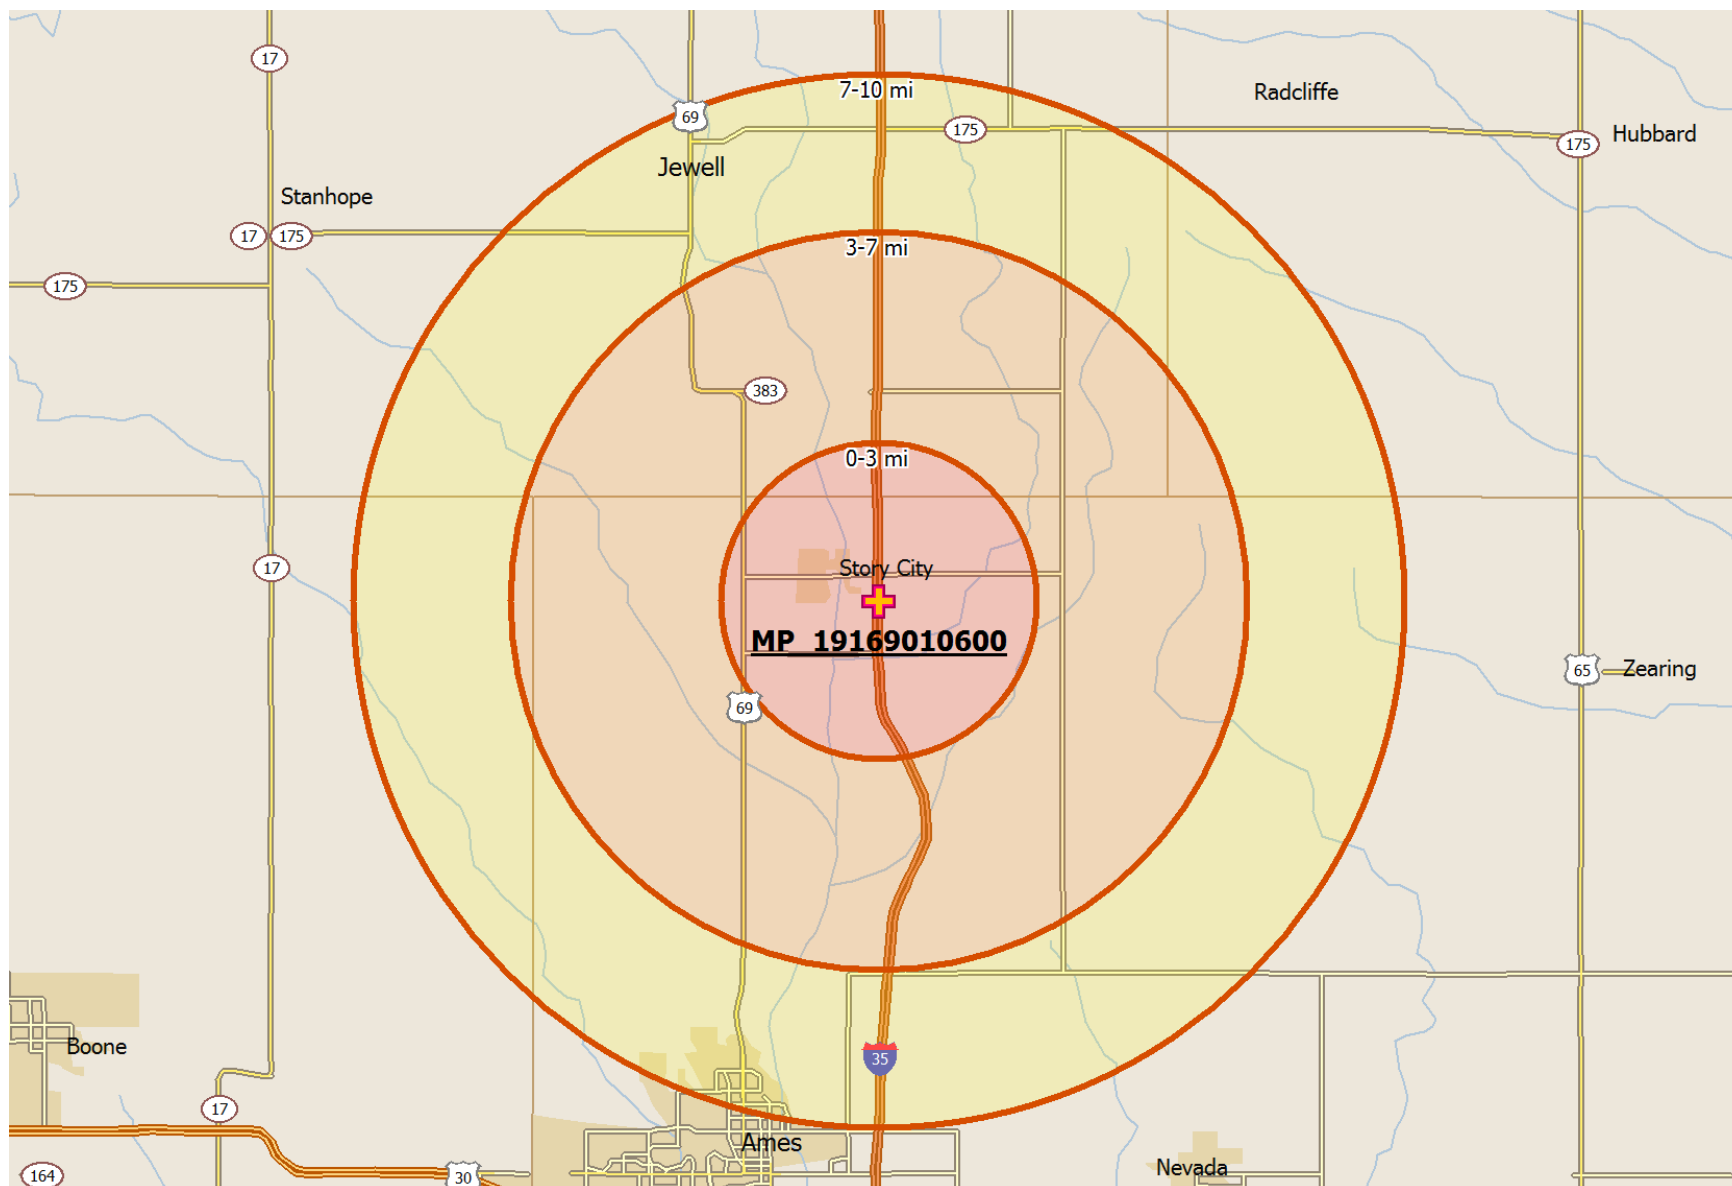 17
7-10 mi
Radcliffe
69
175
Hubbard
175
Jewell
Stanhope
17
175
3-7 mi
175
383
0-3 mi
Story City
17
MP_19169010600
65
Zearing
69
Boone
35
17
Ames
Nevada
164
30